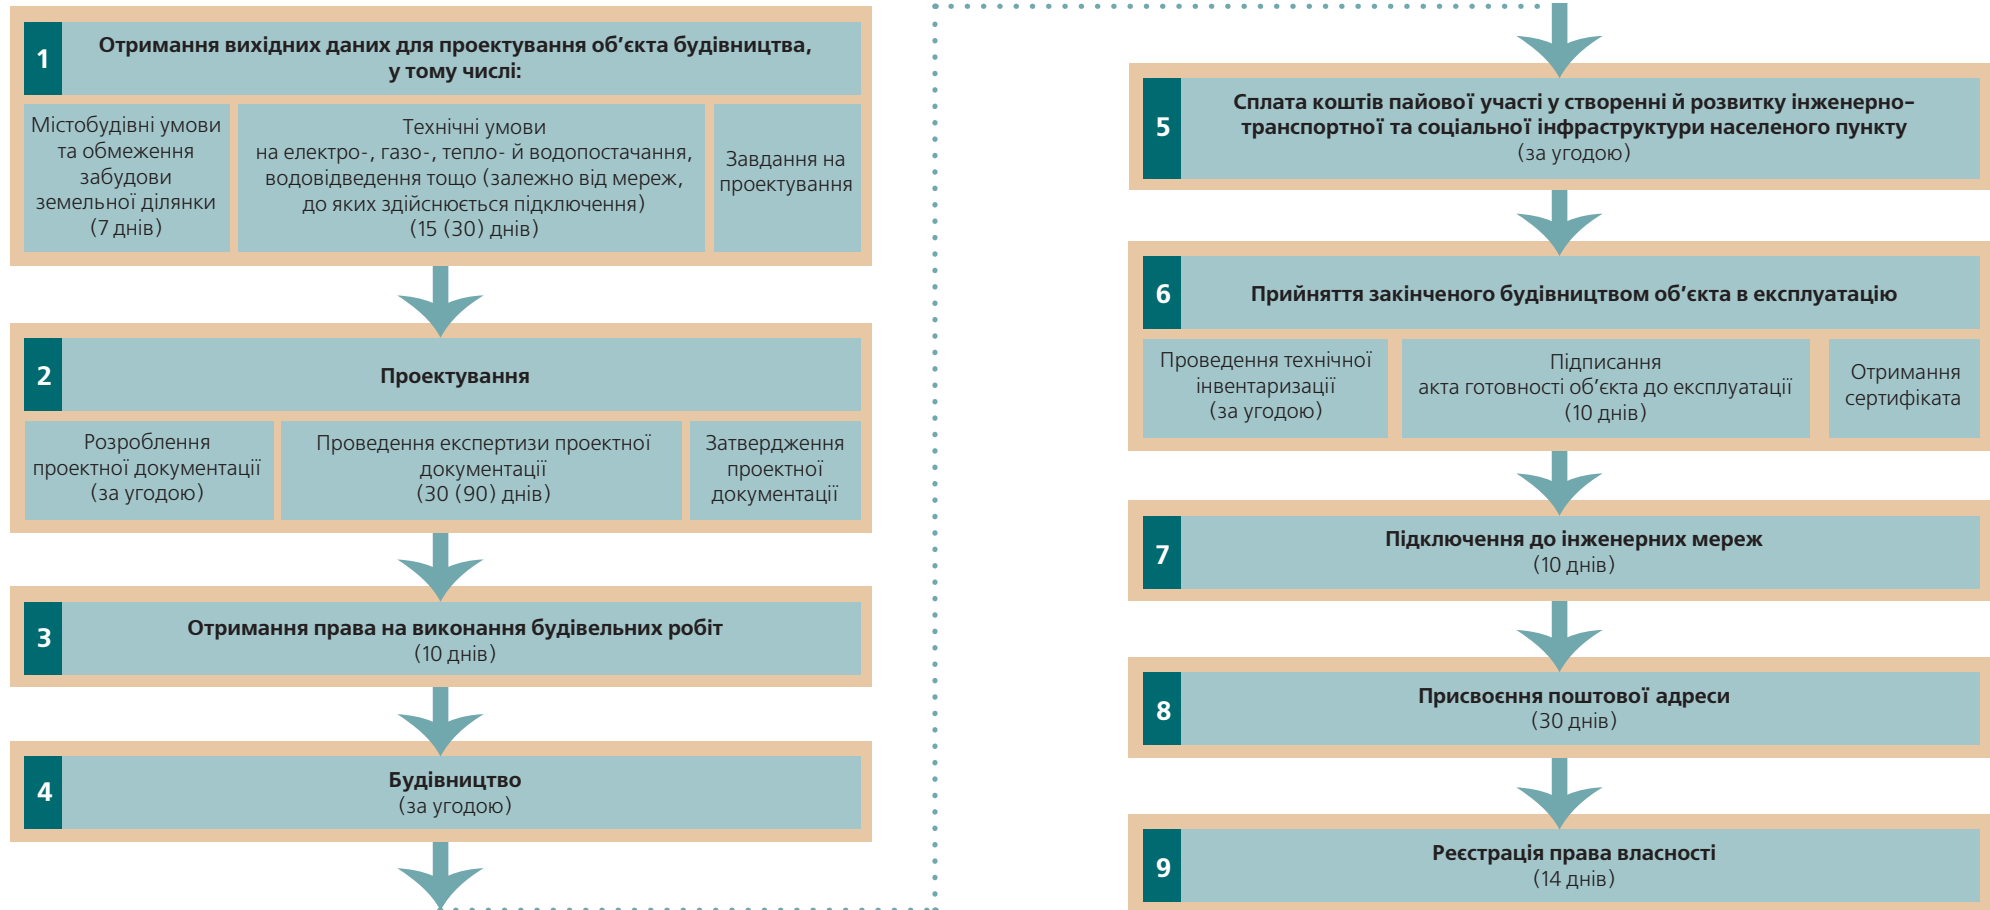 1
Отримання вихідних даних для проектування об’єкта будівництва,
у тому числі:
Містобудівні умови
та обмеження
забудови
земельної ділянки
(7 днів)
Технічні умови
на електро-, газо-, тепло- й водопостачання,
водовідведення тощо (залежно від мереж,
до яких здійснюється підключення)
(15 (30) днів)
Завдання на
проектування
2
Проектування
Розроблення
проектної документації
(за угодою)
Проведення експертизи проектної
документації
(30 (90) днів)
Затвердження
проектної
документації
3
Отримання права на виконання будівельних робіт
(10 днів)
4
Будівництво
(за угодою)
5
Сплата коштів пайової участі у створенні й розвитку інженерно-
транспортної та соціальної інфраструктури населеного пункту
(за угодою)
6
Прийняття закінченого будівництвом об’єкта в експлуатацію
Проведення технічної
інвентаризації
(за угодою)
Підписання
акта готовності об’єкта до експлуатації
(10 днів)
Отримання
сертифіката
7
Підключення до інженерних мереж
(10 днів)
8
Присвоєння поштової адреси
(30 днів)
9
Реєстрація права власності
(14 днів)